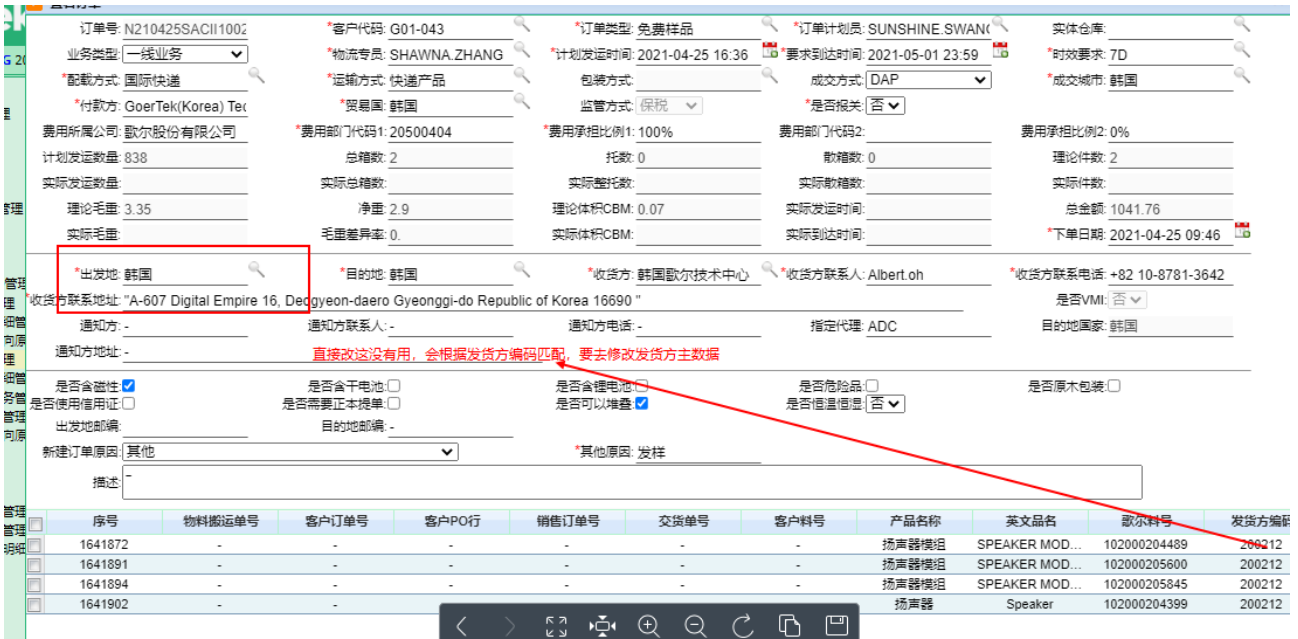 订单号: N210425SACII1002 *客户代码: G01-043 *订单类型: 免费样品 *订单计划员: SUNSHINE.SWAN( 实体仓库:
业务类型: 一线业务 *物流专员: SHAWNA.ZHANG *计划发运时间: 2021-04-25 16:36 *要求到达时间: 2021-05-01 23:59 *时效要求: 7D
*配载方式: 国际快递 *运输方式: 快递产品 包装方式: 成交方式: DAP *成交城市: 韩国
*付款方: GoerTek(Korea) Tec *贸易国: 韩国 监管方式: 保税 *是否报关: 否
费用所属公司: 歌尔股份有限公司 *费用部门代码1: 20500404 *费用承担比例1: 100% 费用部门代码2: 费用承担比例2: 0%
计划发运数量: 838 总箱数: 2 托数: 0 散箱数: 0 理论件数: 2
实际发运数量: 实际总箱数: 实际整托数: 实际散箱数: 实际件数:
理论毛重: 3.35 净重: 2.9 理论体积CBM: 0.07 实际发运时间: 总金额: 1041.76
实际毛重: 毛重差异率: 0. 实际体积CBM: 实际到达时间: *下单日期: 2021-04-25 09:46
*出发地: 韩国 *目的地: 韩国 *收货方: 韩国歌尔技术中心 *收货方联系人: Albert.oh *收货方联系电话: +82 10-8781-3642
*收货方联系地址: "A-607 Digital Empire 16, Deogyeon-daero Gyeonggi-do Republic of Korea 16690 " 是否VMI: 否
通知方: - 通知方联系人: - 通知方电话: - 指定代理: ADC 目的地国家: 韩国
通知方地址: - 直接改这没有用，会根据发货方编码匹配，要去修改发货方主数据
是否含磁性: 是否含干电池: 是否含锂电池: 是否危险品: 是否原木包装:
是否使用信用证: 是否需要正本提单: 是否可以堆叠: 是否恒温恒湿: 否
出发地邮编: 目的地邮编: -
新建订单原因: 其他 *其他原因: 发样
描述: -
序号 物料搬运单号 客户订单号 客户PO行 销售订单号 交货单号 客户料号 产品名称 英文品名 歌尔料号 发货方编码
1641872 - - - - - - 扬声器模组 SPEAKER MOD... 102000204489 200212
1641891 - - - - - - 扬声器模组 SPEAKER MOD... 102000205600 200212
1641894 - - - - - - 扬声器模组 SPEAKER MOD... 102000205845 200212
1641902 - - 扬声器 Speaker 102000204399 200212